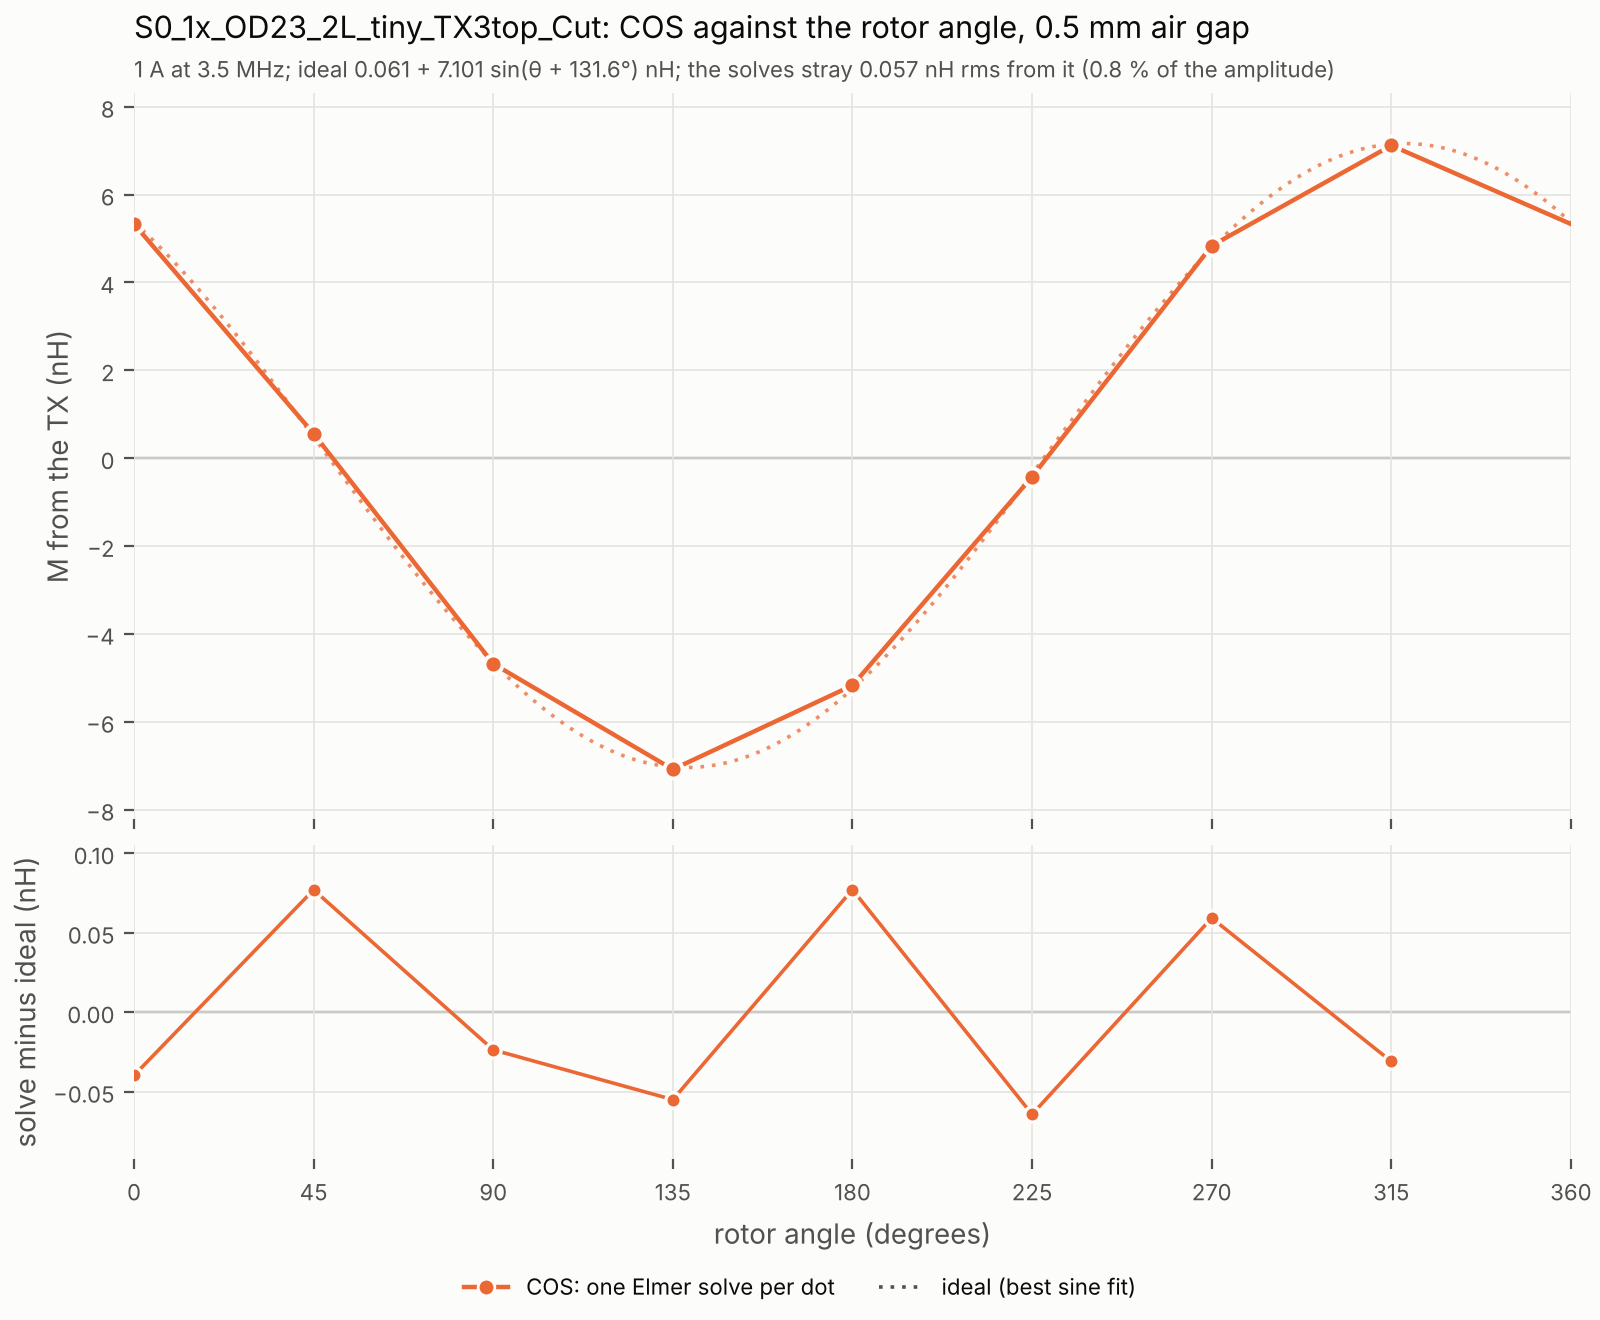 S0_1x_OD23_2L_tiny_TX3top_Cut: COS against the rotor angle, 0.5 mm air gap
1 A at 3.5 MHz; ideal 0.061 + 7.101 sin(θ + 131.6°) nH; the solves stray 0.057 nH rms from it (0.8 % of the amplitude)
8
6
4
2
0
−2
−4
−6
−8
M from the TX (nH)
0.10
0.05
0.00
−0.05
solve minus ideal (nH)
0 45 90 135 180 225 270 315 360
rotor angle (degrees)
COS: one Elmer solve per dot ideal (best sine fit)